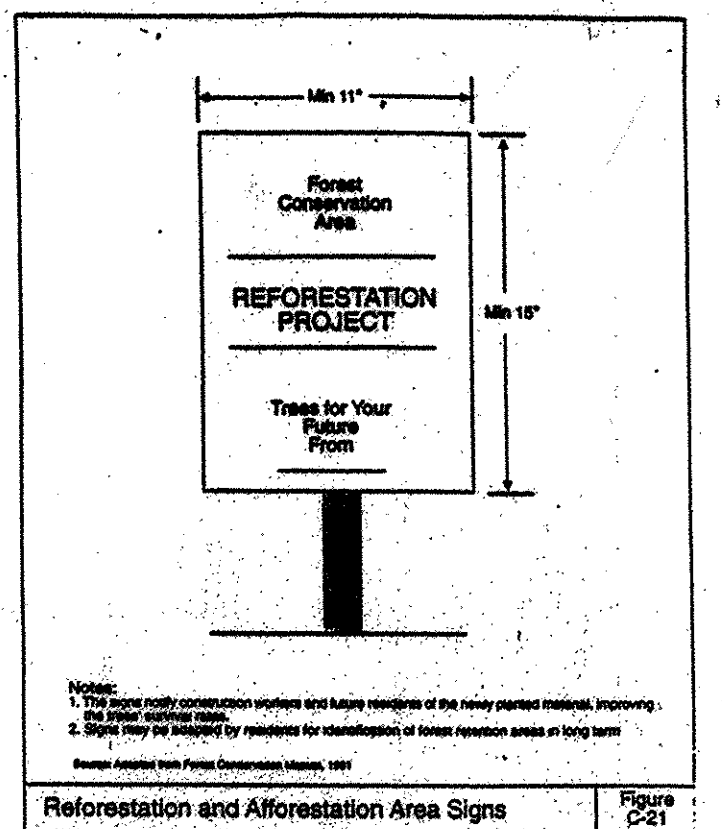 Min 11"
Forest
Conservation
Area
REFORESTATION
PROJECT
Min 15"
Trees for Your
Future
From
Notes:
1. The signs notify construction workers and future residents of the newly planted material, improving
the trees' survival rates.
2. Signs may be adapted by residents for identification of forest retention areas in long term
Source: Adapted from Forest Conservation Manual, 1991
Reforestation and Afforestation Area Signs
Figure
C-21